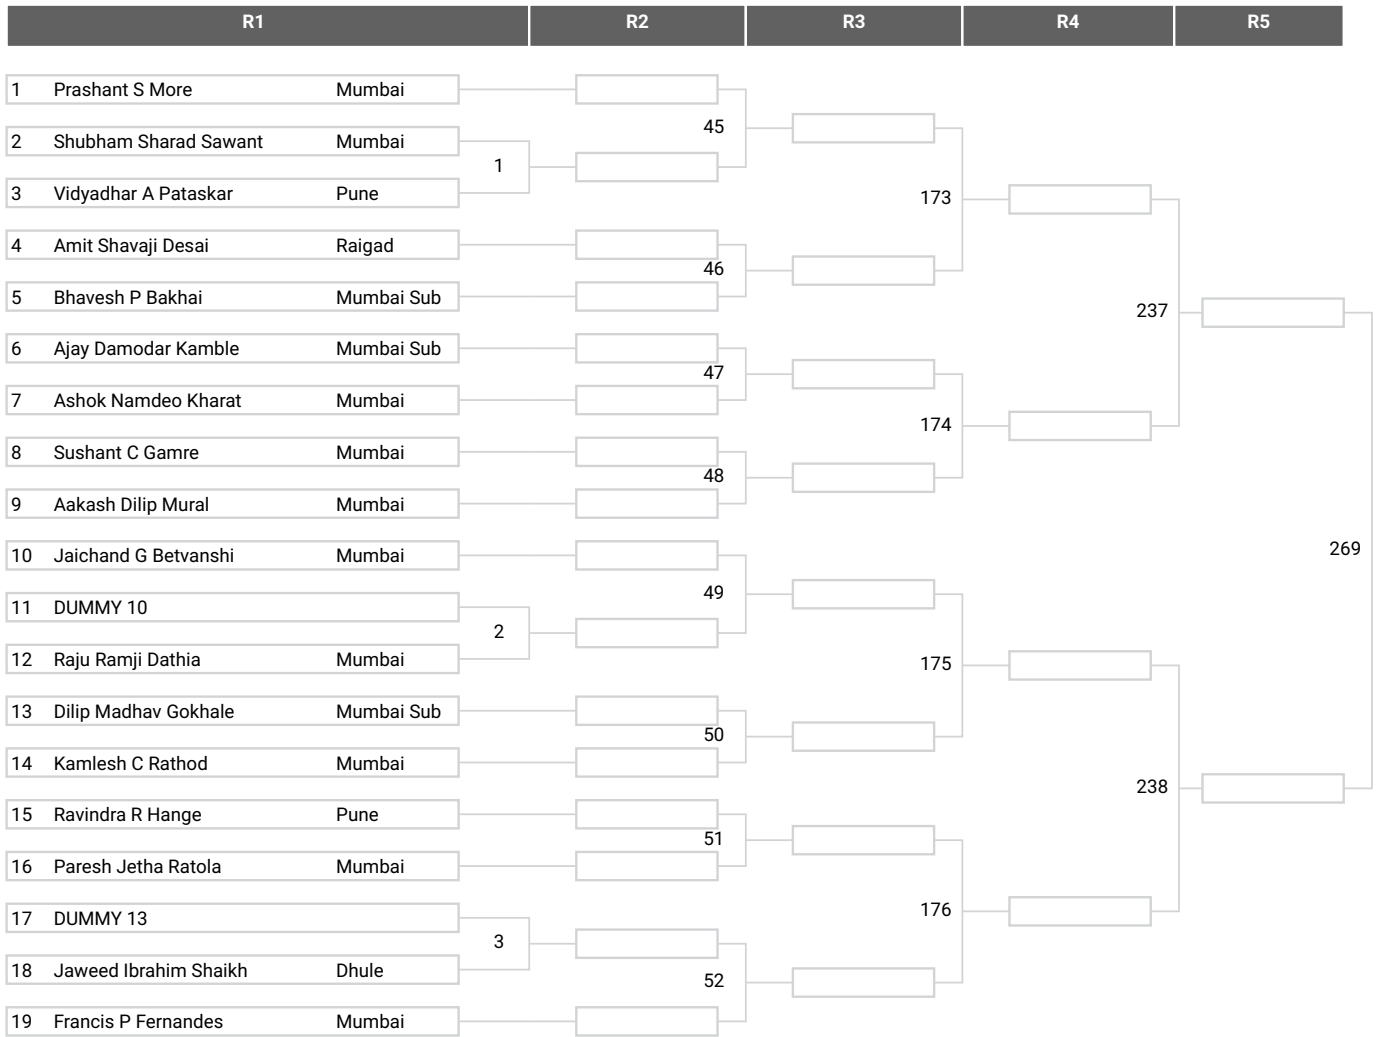 R1 R2 R3 R4 R5
1 Prashant S More Mumbai
45
2 Shubham Sharad Sawant Mumbai
1
3 Vidyadhar A Pataskar Pune
173
4 Amit Shavaji Desai Raigad
46
5 Bhavesh P Bakhai Mumbai Sub
237
6 Ajay Damodar Kamble Mumbai Sub
47
7 Ashok Namdeo Kharat Mumbai
174
8 Sushant C Gamre Mumbai
48
9 Aakash Dilip Mural Mumbai
269
10 Jaichand G Betvanshi Mumbai
49
11 DUMMY 10
2
12 Raju Ramji Dathia Mumbai
175
13 Dilip Madhav Gokhale Mumbai Sub
50
14 Kamlesh C Rathod Mumbai
238
15 Ravindra R Hange Pune
51
16 Paresh Jetha Ratola Mumbai
176
17 DUMMY 13
3
18 Jaweed Ibrahim Shaikh Dhule
52
19 Francis P Fernandes Mumbai